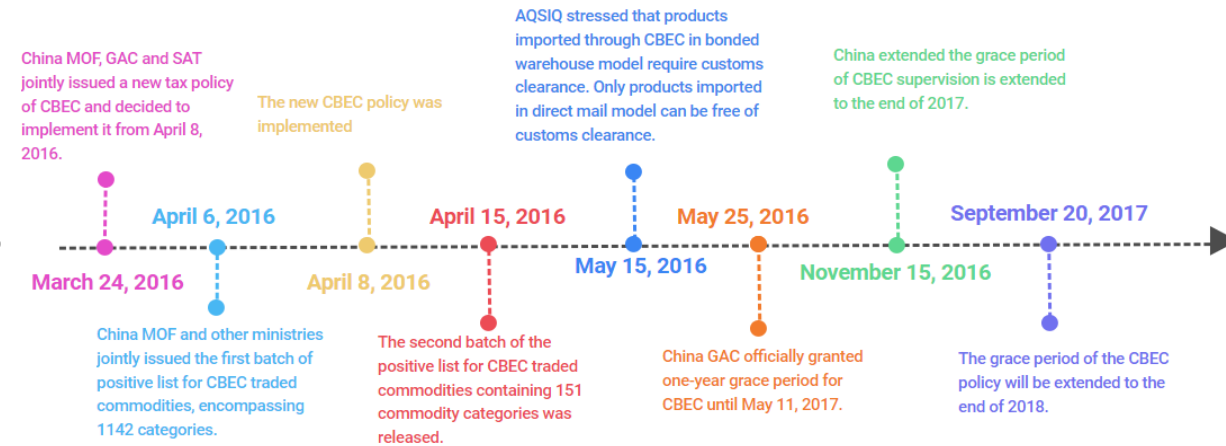 China MOF, GAC and SAT
jointly issued a new tax policy
of CBEC and decided to
implement it from April 8,
2016.
March 24, 2016
April 6, 2016
China MOF and other ministries
jointly issued the first batch of
positive list for CBEC traded
commodities, encompassing
1142 categories.
The new CBEC policy was
implemented
April 8, 2016
April 15, 2016
The second batch of the
positive list for CBEC traded
commodities containing 151
commodity categories was
released.
AQSIQ stressed that products
imported through CBEC in bonded
warehouse model require customs
clearance. Only products imported
in direct mail model can be free of
customs clearance.
May 15, 2016
May 25, 2016
China GAC officially granted
one-year grace period for
CBEC until May 11, 2017.
China extended the grace period
of CBEC supervision is extended
to the end of 2017.
November 15, 2016
September 20, 2017
The grace period of the CBEC
policy will be extended to the
end of 2018.